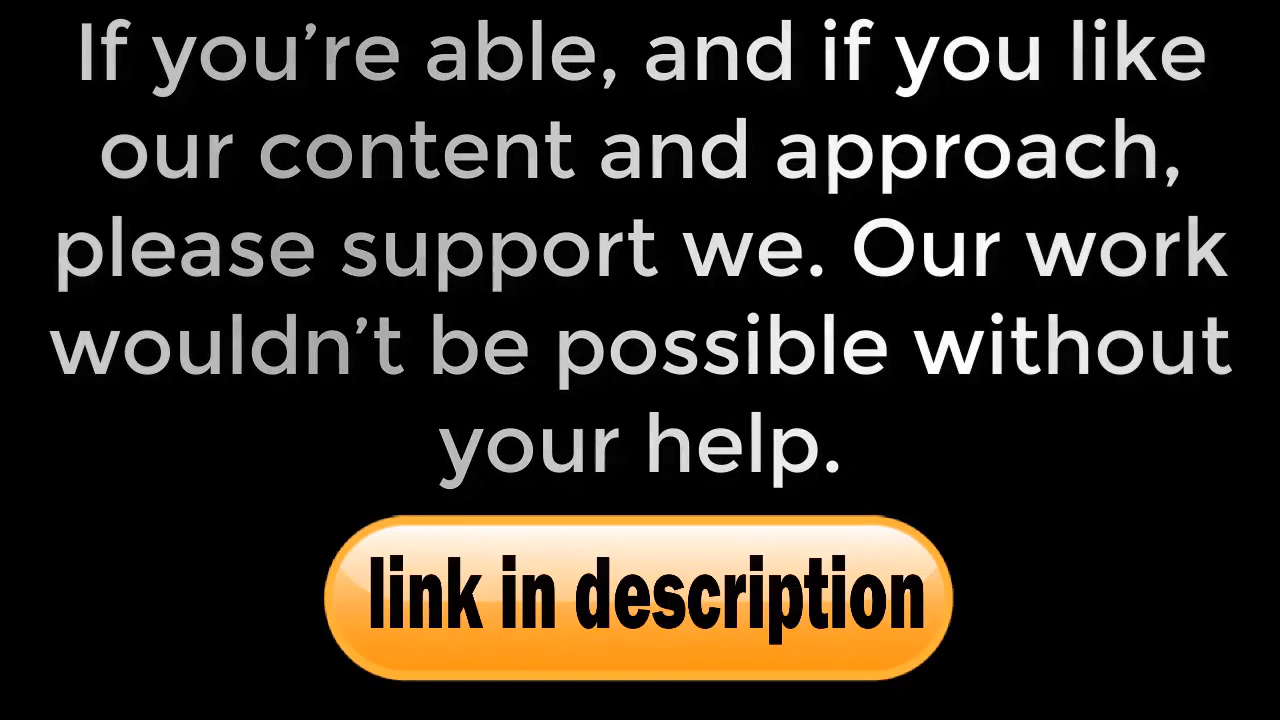 If you’re able, and if you like
our content and approach,
please support we. Our work
wouldn’t be possible without
your help.
link in description